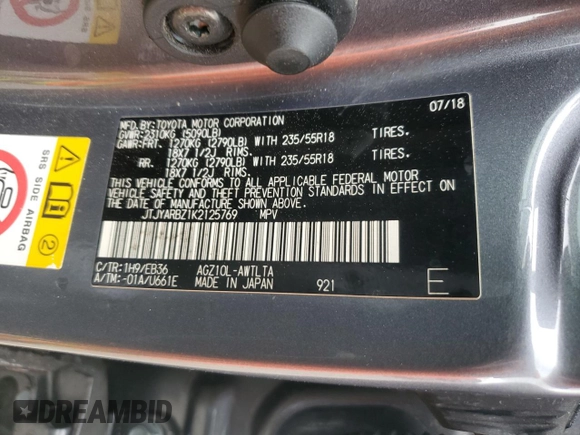 MFD.BY:TOYOTA MOTOR CORPORATION 07/18
GVWR:2310KG (5090LB)
GAWR:FRT. 1270KG (2790LB) WITH 235/55R18 TIRES.
18X7 1/2J RIMS.
RR. 1270KG (2790LB) WITH 235/55R18 TIRES.
18X7 1/2J RIMS.
THIS VEHICLE CONFORMS TO ALL APPLICABLE FEDERAL MOTOR
VEHICLE SAFETY AND THEFT PREVENTION STANDARDS IN EFFECT ON
THE DATE OF MANUFACTURE SHOWN ABOVE.
JTJYARBZ1K2125769 MPV
C/TR:1H9/EB36 AGZ10L-AWTLTA
A/TM:-01A/U661E MADE IN JAPAN 921
E
SRS SIDE AIRBAG
DREAMBID